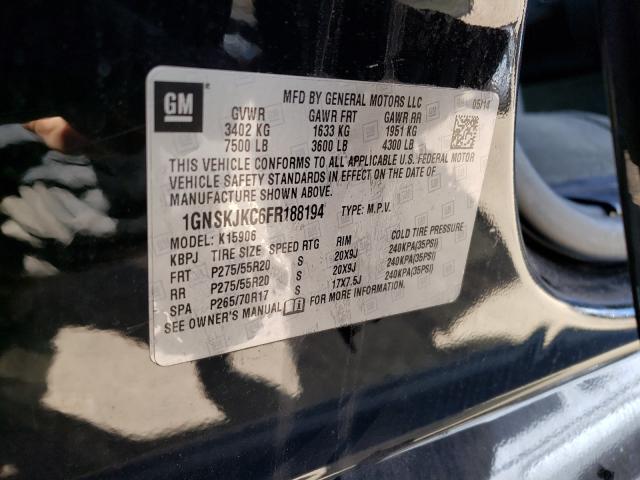 GM
MFD BY GENERAL MOTORS LLC 05/14
GVWR GAWR FRT GAWR RR
3402 KG 1633 KG 1951 KG
7500 LB 3600 LB 4300 LB
THIS VEHICLE CONFORMS TO ALL APPLICABLE U.S. FEDERAL MOTOR
VEHICLE SAFETY STANDARDS IN EFFECT ON THE DATE OF
MANUFACTURE SHOWN ABOVE.
1GNSKJKC6FR188194 TYPE: M.P.V.
MODEL: K15906
KBPJ TIRE SIZE SPEED RTG RIM COLD TIRE PRESSURE
FRT P275/55R20 S 20X9J 240KPA(35PSI)
RR P275/55R20 S 20X9J 240KPA(35PSI)
SPA P265/70R17 S 17X7.5J 240KPA(35PSI)
SEE OWNER'S MANUAL FOR MORE INFORMATION.